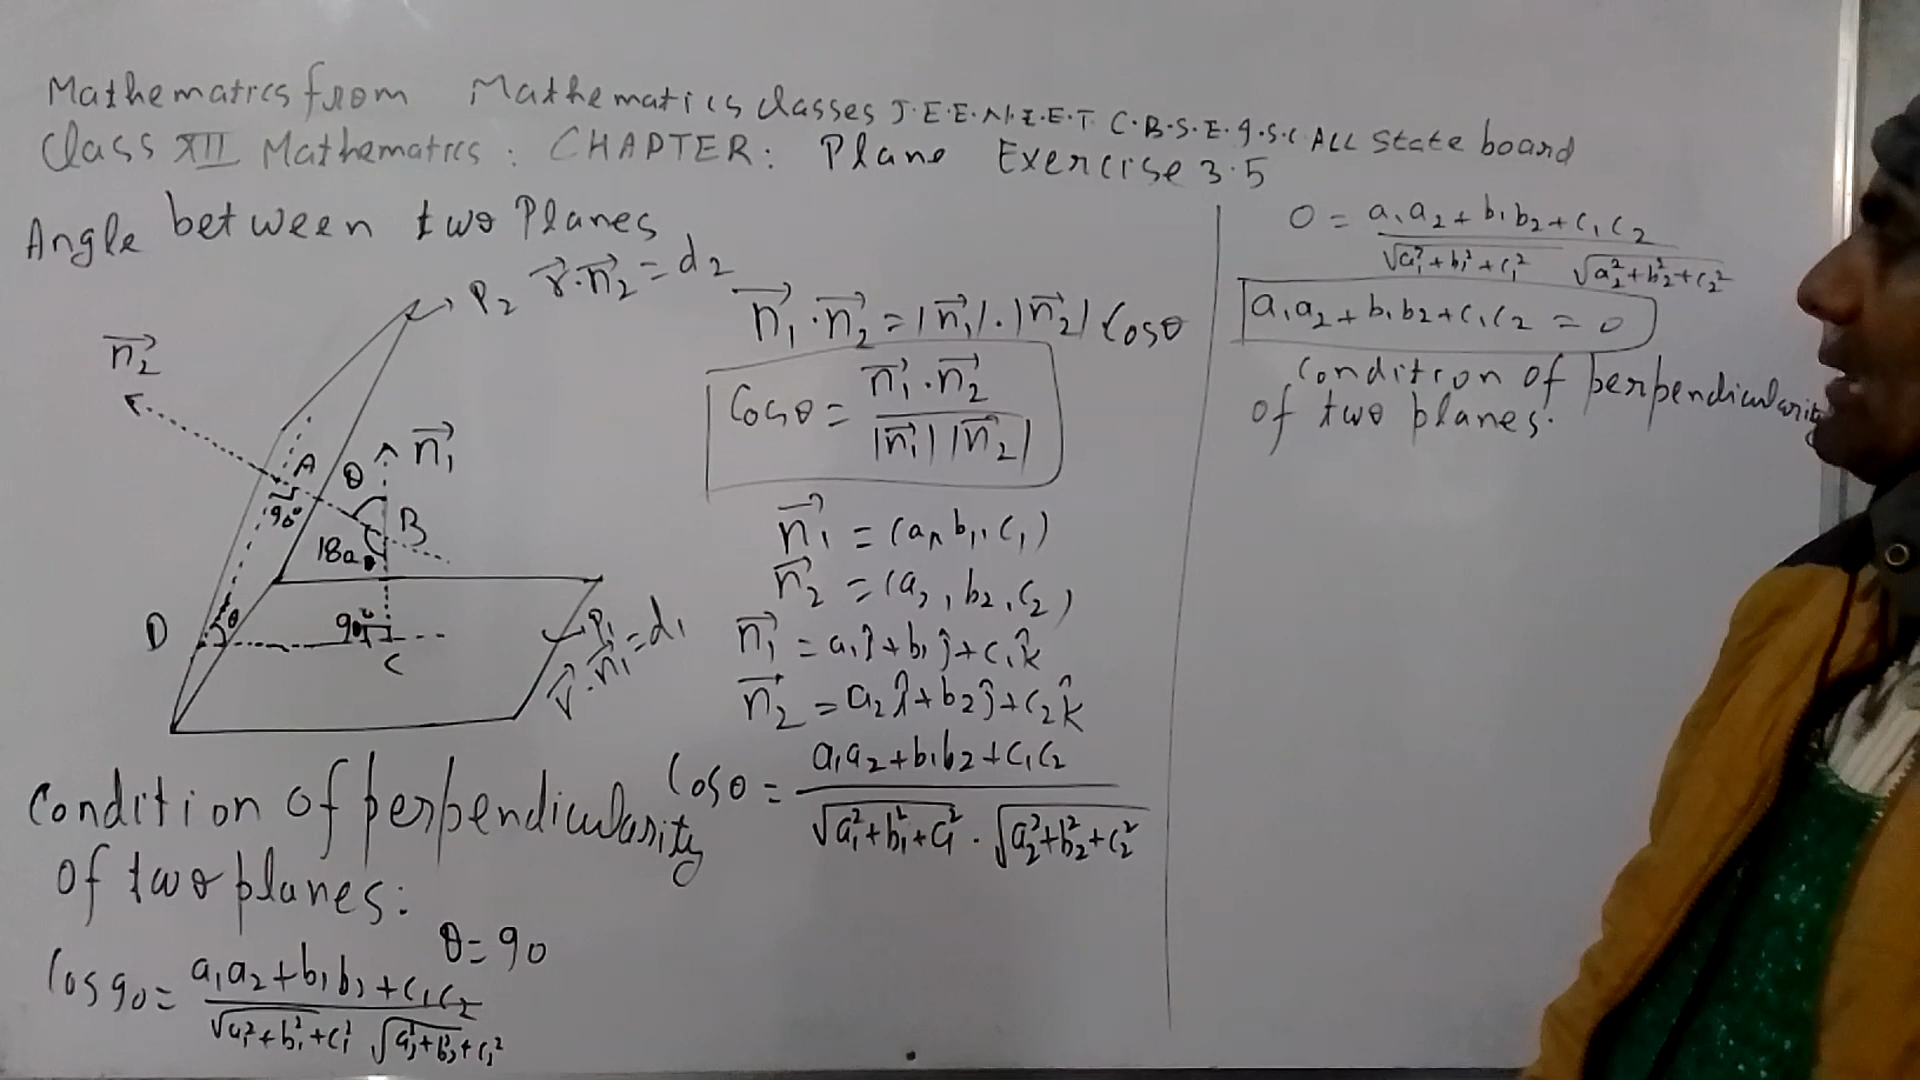 Mathematics from Mathematics classes J.E.E. N.E.E.T. C.B.S.E. I.S.C ALL State board
Class XII Mathematics : CHAPTER: Plane Exercise 3.5
Angle between two Planes
P₂ r⃗.n₂⃗ = d₂
n₂⃗
n₁⃗
A θ
90°
B
180
D θ
90°
C
P₁
r⃗.n₁⃗ = d₁
Condition of perpendicularity
of two planes:
θ = 90
Cos 90 = a₁a₂ + b₁b₂ + c₁c₂ / √a₁² + b₁² + c₁² √a₂² + b₂² + c₂²
n₁⃗ . n₂⃗ = |n₁⃗| . |n₂⃗| Cosθ
Cosθ = n₁⃗ . n₂⃗ / |n₁⃗| |n₂⃗|
n₁⃗ = (a₁, b₁, c₁)
n₂⃗ = (a₂, b₂, c₂)
n₁⃗ = a₁î + b₁ĵ + c₁k̂
n₂⃗ = a₂î + b₂ĵ + c₂k̂
Cosθ = a₁a₂ + b₁b₂ + c₁c₂ / √a₁² + b₁² + c₁² . √a₂² + b₂² + c₂²
0 = a₁a₂ + b₁b₂ + c₁c₂ / √a₁² + b₁² + c₁² √a₂² + b₂² + c₂²
a₁a₂ + b₁b₂ + c₁c₂ = 0
Condition of perpendicularity
of two planes.